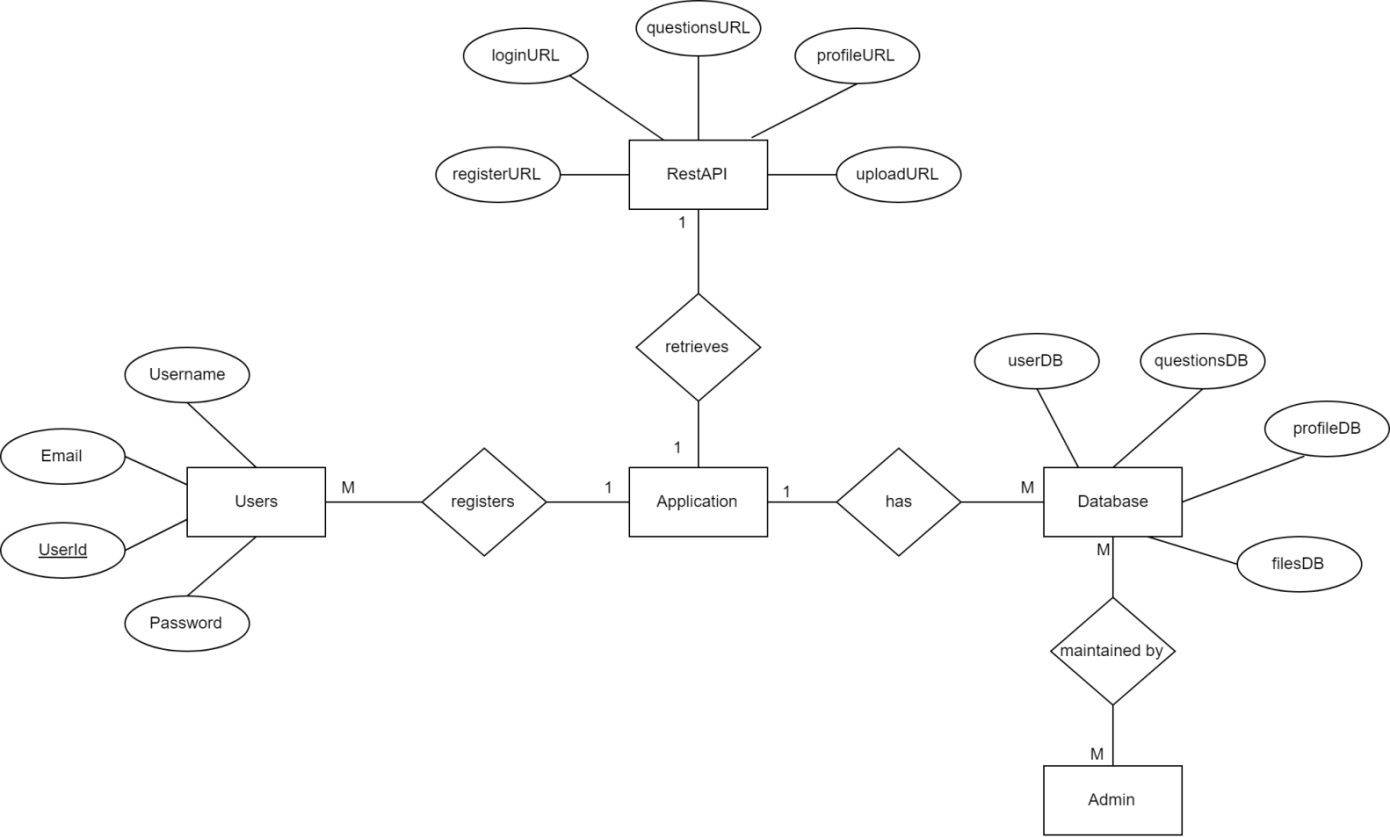 questionsURL
loginURL
profileURL
registerURL
RestAPI
uploadURL
1
retrieves
userDB
questionsDB
Username
profileDB
Email
1
Users
M
registers
1
Application
1
has
M
Database
UserId
M
filesDB
Password
maintained by
M
Admin